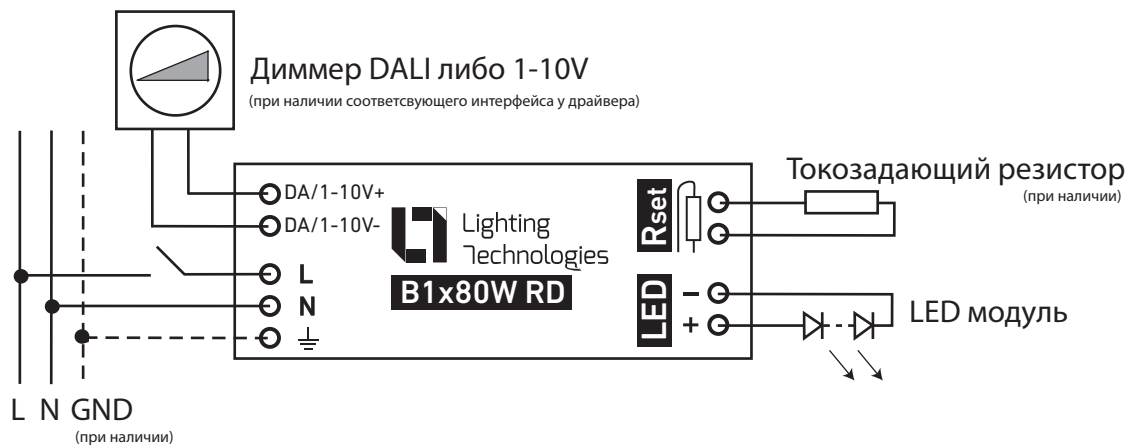 Диммер DALI либо 1-10V
(при наличии соответсвующего интерфейса у драйвера)
DA/1-10V+
DA/1-10V-
L
N
Lighting
Technologies
B1x80W RD
Rset
LED
−
+
Токозадающий резистор
(при наличии)
LED модуль
L N GND
(при наличии)